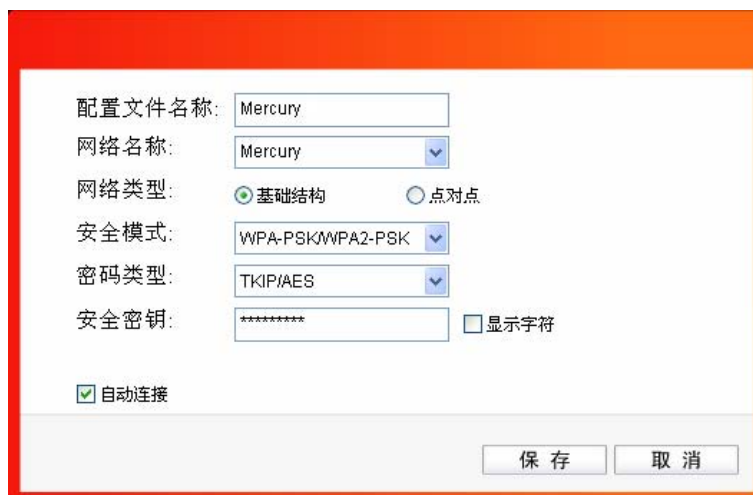 配置文件名称: Mercury
网络名称: Mercury
网络类型: 基础结构 点对点
安全模式: WPA-PSK/WPA2-PSK
密码类型: TKIP/AES
安全密钥: ********* 显示字符
自动连接
保存 取消